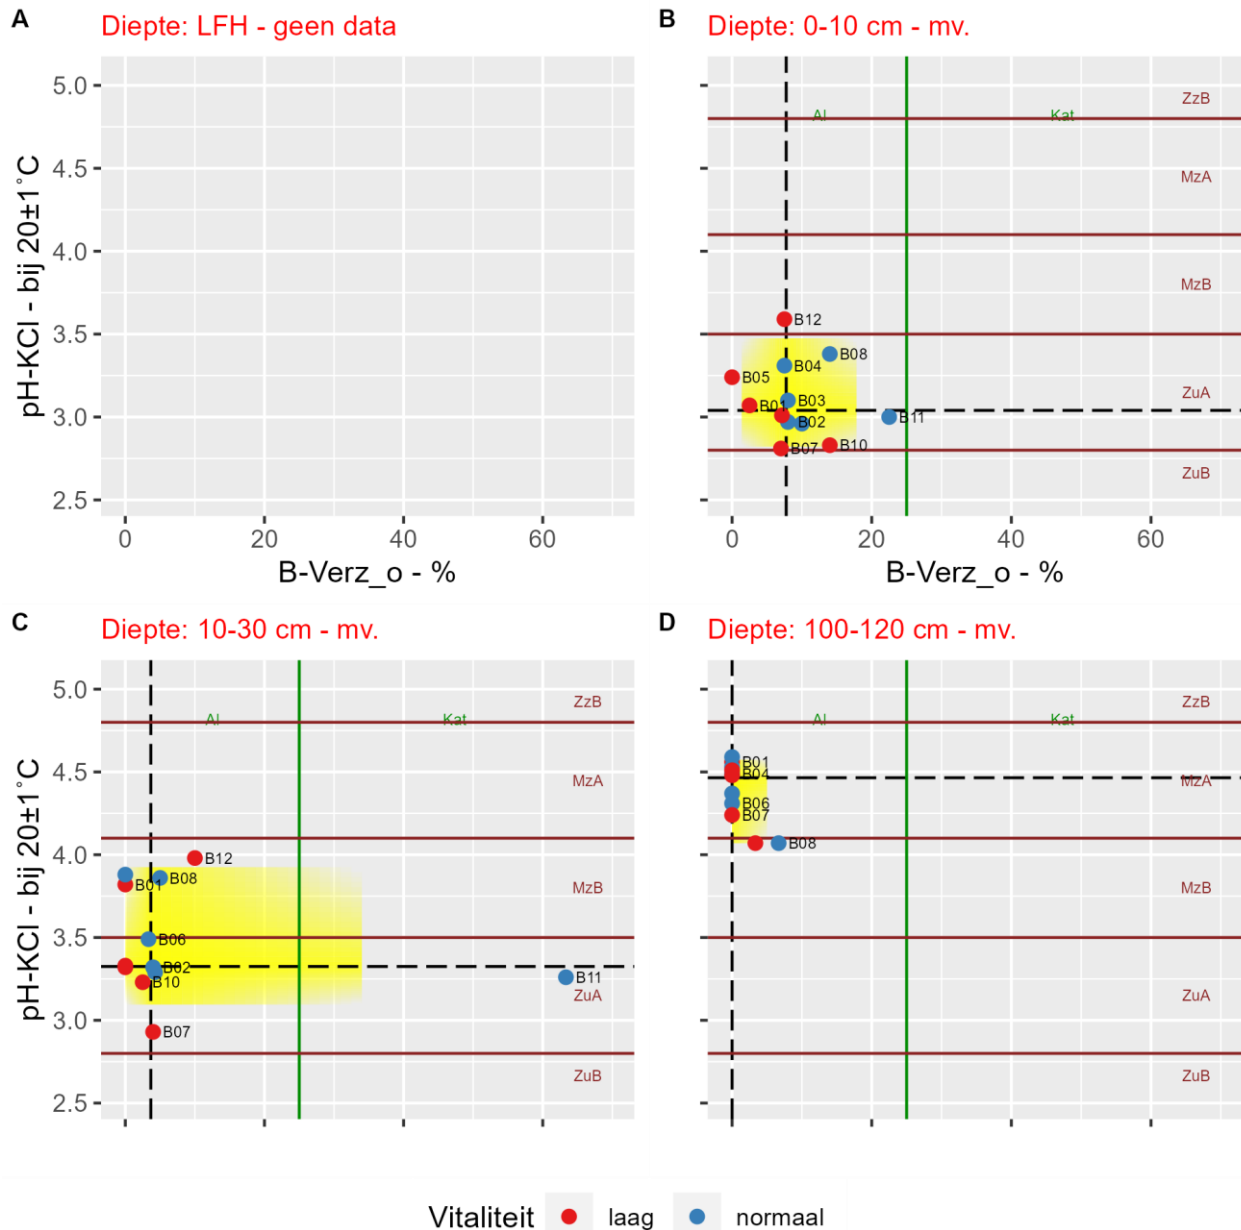 A
Diepte: LFH - geen data
B
Diepte: 0-10 cm - mv.
pH-KCl - bij 20±1˚C
5.0
4.5
4.0
3.5
3.0
2.5
0
20
40
60
B-Verz_o - %
ZzB
Al
Kat
MzA
MzB
B12
B08
B04
B05
ZuA
B03
B01
B11
B02
B10
B07
ZuB
0
20
40
60
B-Verz_o - %
C
Diepte: 10-30 cm - mv.
D
Diepte: 100-120 cm - mv.
pH-KCl - bij 20±1˚C
5.0
4.5
4.0
3.5
3.0
2.5
ZzB
Al
Kat
MzA
B12
B08
B01
MzB
B06
B02
B11
B10
ZuA
B07
ZuB
ZzB
Al
Kat
B01
B04
MzA
B06
B07
B08
MzB
ZuA
ZuB
Vitaliteit
laag
normaal